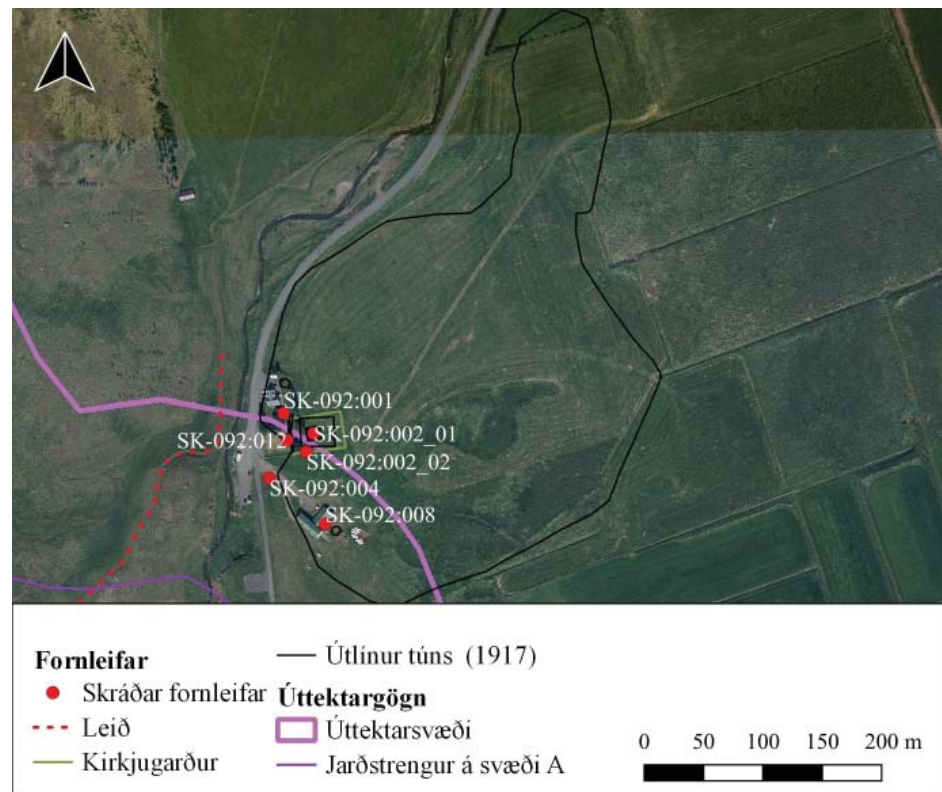 SK-092:001
SK-092:012
SK-092:002_01
SK-092:002_02
SK-092:004
SK-092:008
Fornleifar
Skráðar fornleifar
Leið
Kirkjugarður
Útlínur túns (1917)
Úttektargögn
Úttektarsvæði
Jarðstrengur á svæði A
0 50 100 150 200 m